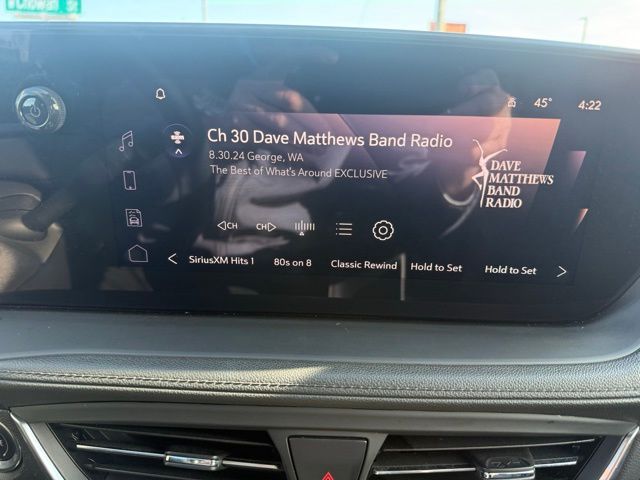 Chowan St
45° 4:22
Ch 30 Dave Matthews Band Radio
8.30.24 George, WA
The Best of What's Around EXCLUSIVE
DAVE
MATTHEWS
BAND
RADIO
CH CH
SiriusXM Hits 1 80s on 8 Classic Rewind Hold to Set Hold to Set